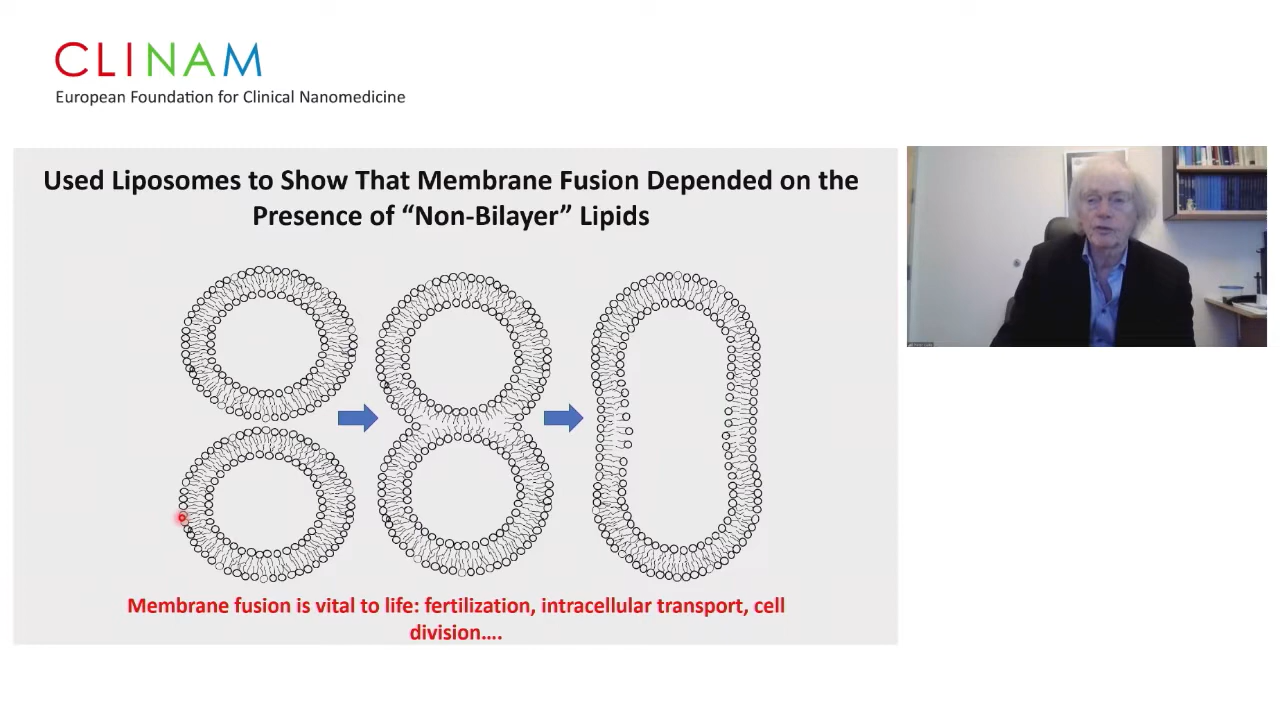 CLINAM
European Foundation for Clinical Nanomedicine
Used Liposomes to Show That Membrane Fusion Depended on the
Presence of “Non-Bilayer” Lipids
Membrane fusion is vital to life: fertilization, intracellular transport, cell
division….